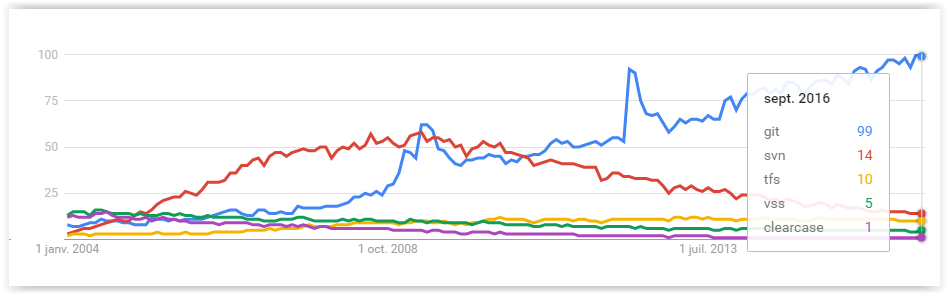 100
75
50
25
1 janv. 2004
1 oct. 2008
1 juil. 2013
sept. 2016
git 99
svn 14
tfs 10
vss 5
clearcase 1